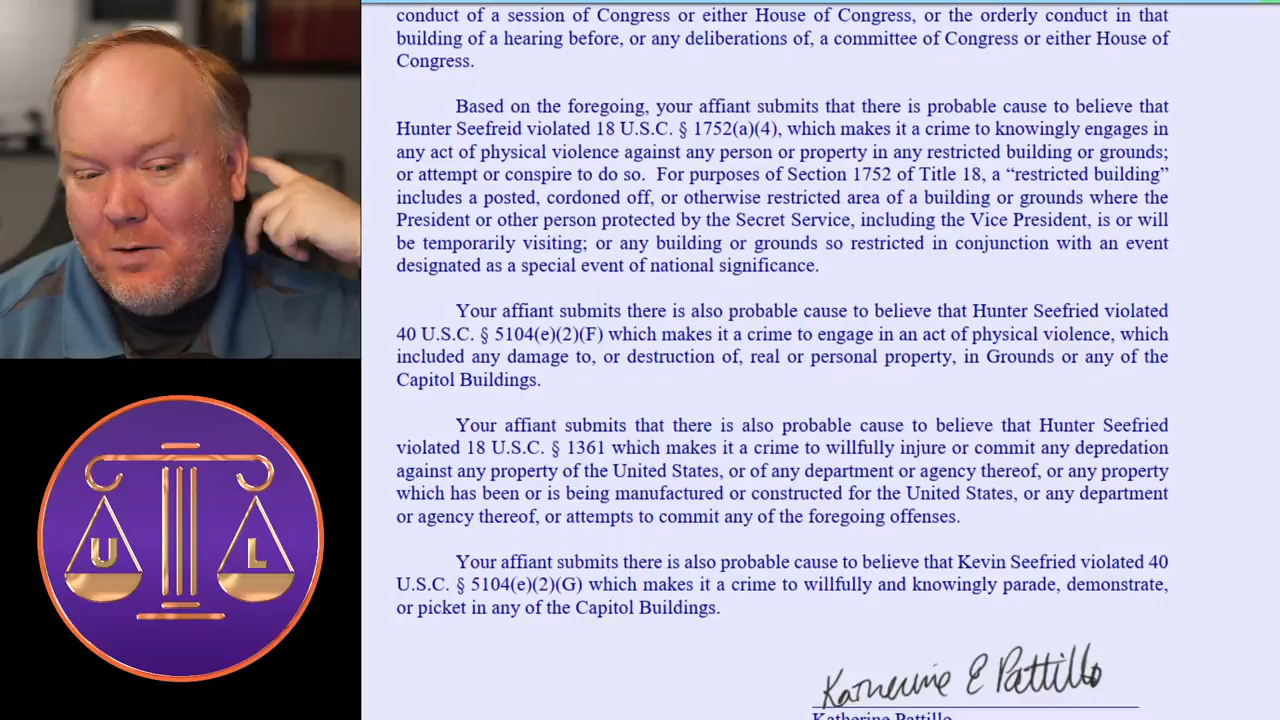 conduct of a session of Congress or either House of Congress, or the orderly conduct in that
building of a hearing before, or any deliberations of, a committee of Congress or either House of
Congress.
Based on the foregoing, your affiant submits that there is probable cause to believe that
Hunter Seefreid violated 18 U.S.C. § 1752(a)(4), which makes it a crime to knowingly engages in
any act of physical violence against any person or property in any restricted building or grounds;
or attempt or conspire to do so.  For purposes of Section 1752 of Title 18, a “restricted building”
includes a posted, cordoned off, or otherwise restricted area of a building or grounds where the
President or other person protected by the Secret Service, including the Vice President, is or will
be temporarily visiting; or any building or grounds so restricted in conjunction with an event
designated as a special event of national significance.
Your affiant submits there is also probable cause to believe that Hunter Seefried violated
40 U.S.C. § 5104(e)(2)(F) which makes it a crime to engage in an act of physical violence, which
included any damage to, or destruction of, real or personal property, in Grounds or any of the
Capitol Buildings.
Your affiant submits that there is also probable cause to believe that Hunter Seefried
violated 18 U.S.C. § 1361 which makes it a crime to willfully injure or commit any depredation
against any property of the United States, or of any department or agency thereof, or any property
which has been or is being manufactured or constructed for the United States, or any department
or agency thereof, or attempts to commit any of the foregoing offenses.
Your affiant submits there is also probable cause to believe that Kevin Seefried violated 40
U.S.C. § 5104(e)(2)(G) which makes it a crime to willfully and knowingly parade, demonstrate,
or picket in any of the Capitol Buildings.
Katherine E Pattillo
Katherine Pattillo
U L